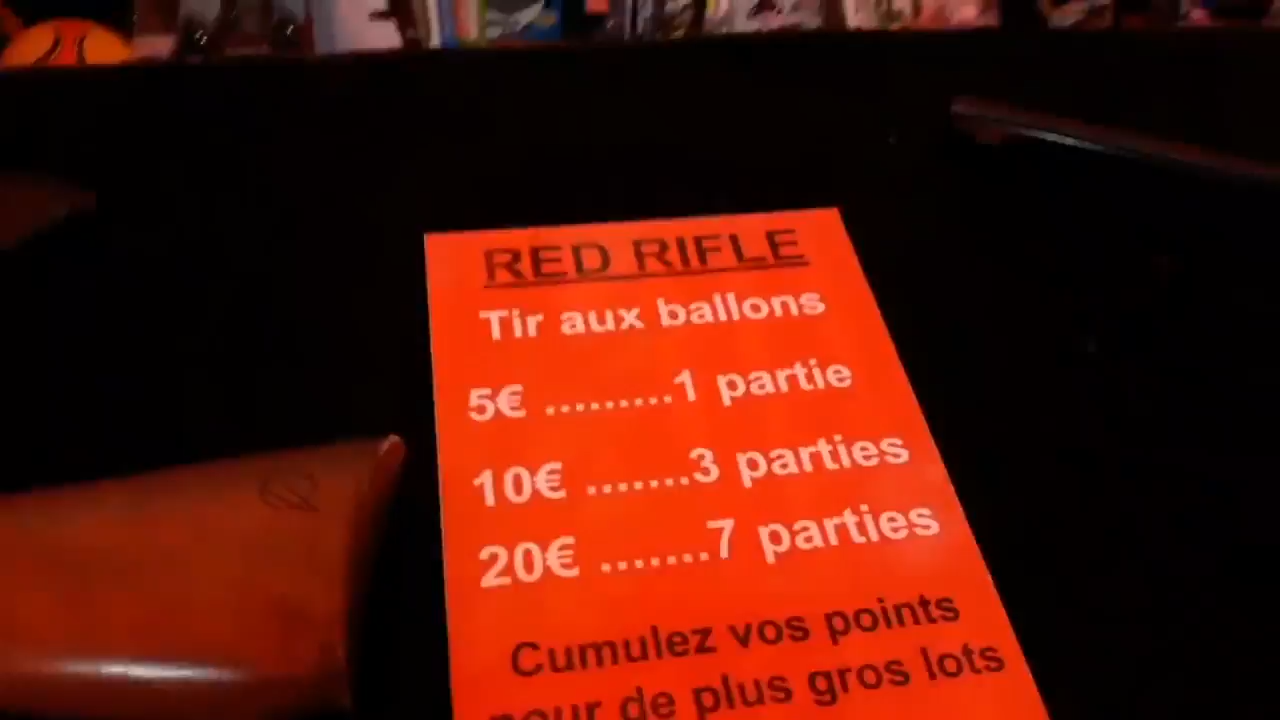 RED RIFLE
Tir aux ballons
5€ .........1 partie
10€ .......3 parties
20€ .......7 parties
Cumulez vos points
pour de plus gros lots